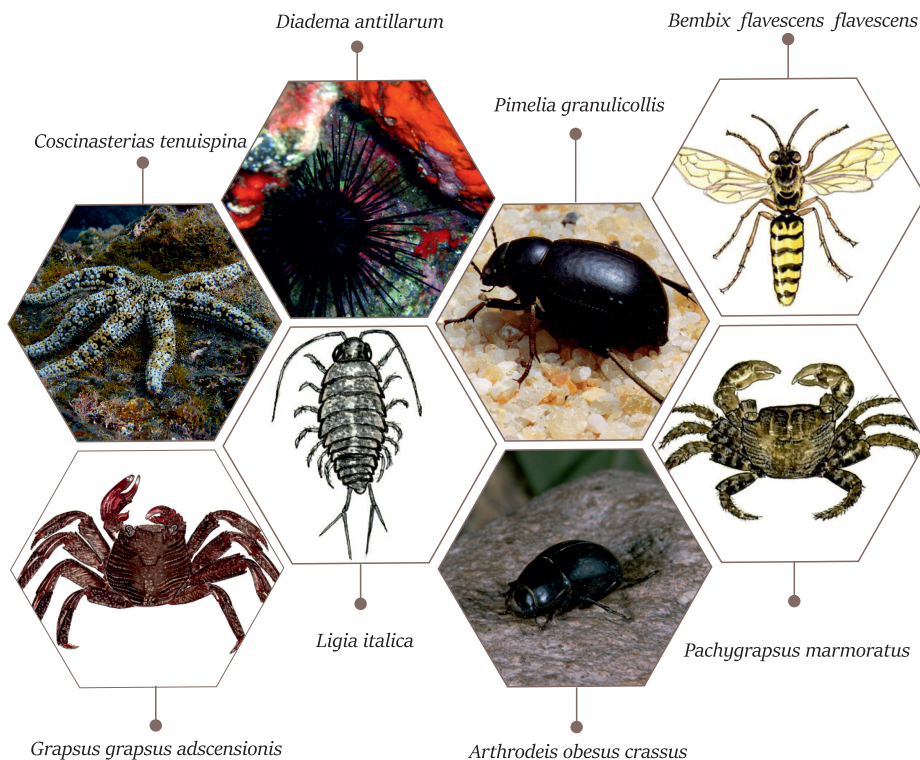 Diadema antillarum
Bembix flavescens flavescens
Pimelia granulicollis
Coscinasterias tenuispina
Ligia italica
Pachygrapsus marmoratus
Grapsus grapsus adscensionis
Arthrodeis obesus crassus